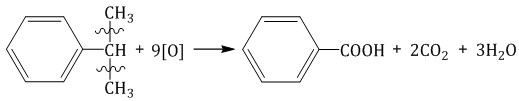 CH₃
CH + 9[O] ⟶ COOH + 2CO₂ + 3H₂O
CH₃